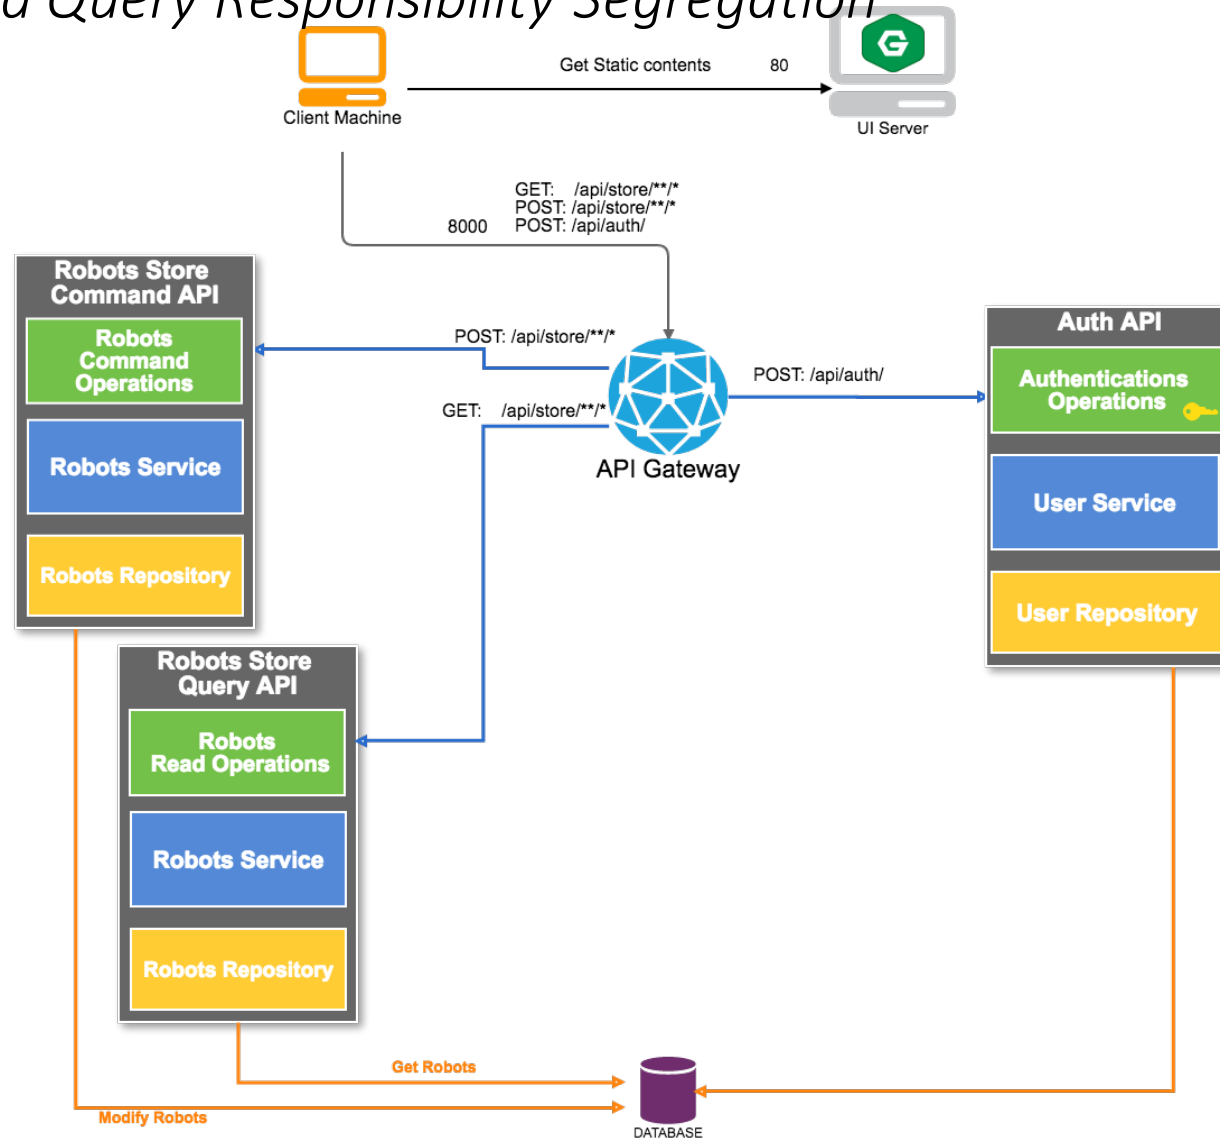 d Query Responsibility Segregation
Get Static contents 80
Client Machine
UI Server
GET: /api/store/**/*
POST: /api/store/**/*
8000 POST: /api/auth/
Robots Store
Command API
Robots
Command
Operations
Robots Service
Robots Repository
POST: /api/store/**/*
GET: /api/store/**/*
API Gateway
POST: /api/auth/
Auth API
Authentications
Operations
User Service
User Repository
Robots Store
Query API
Robots
Read Operations
Robots Service
Robots Repository
Get Robots
Modify Robots
DATABASE